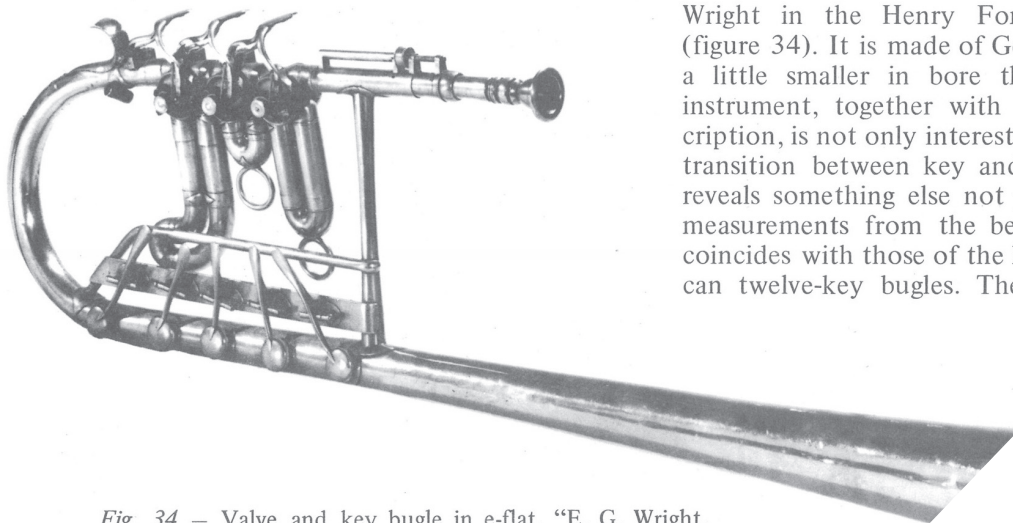 Wright in the Henry For
(figure 34). It is made of G
a little smaller in bore th
instrument, together with
cription, is not only interest
transition between key and
reveals something else not
measurements from the be
coincides with those of the
can twelve-key bugles. The
Fig. 34 – Valve and key bugle in e-flat, “E. G. Wright,